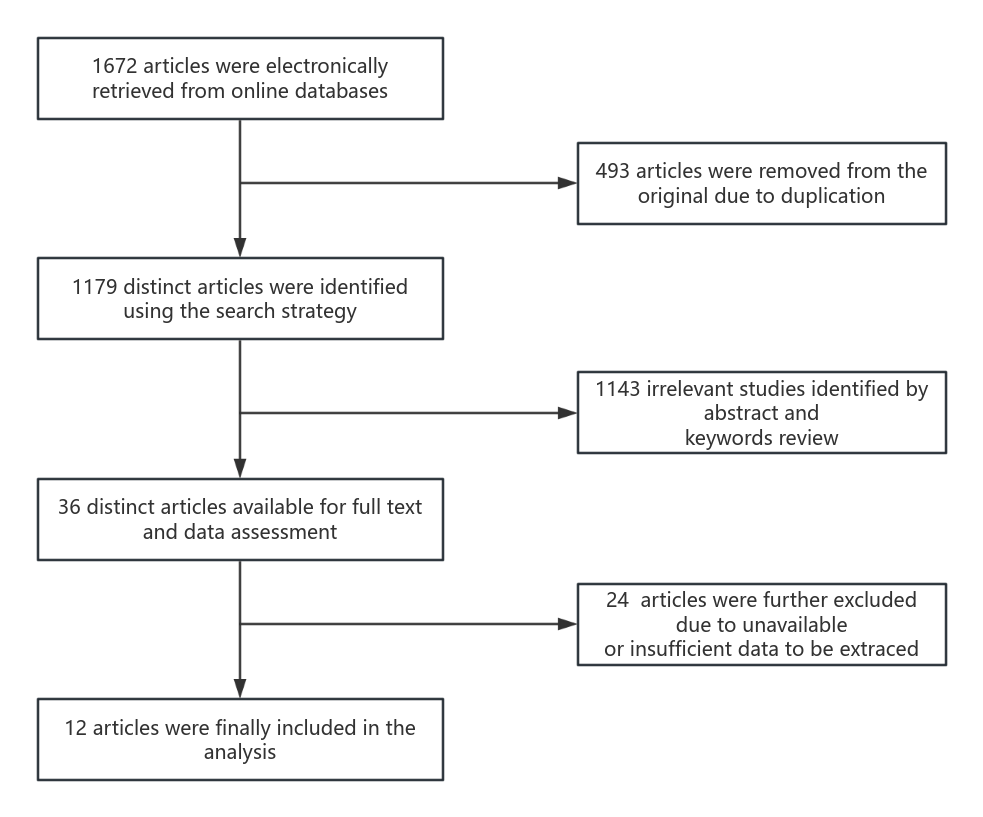 1672 articles were electronically
retrieved from online databases
493 articles were removed from the
original due to duplication
1179 distinct articles were identified
using the search strategy
1143 irrelevant studies identified by
abstract and
keywords review
36 distinct articles available for full text
and data assessment
24  articles were further excluded
due to unavailable
or insufficient data to be extraced
12 articles were finally included in the
analysis